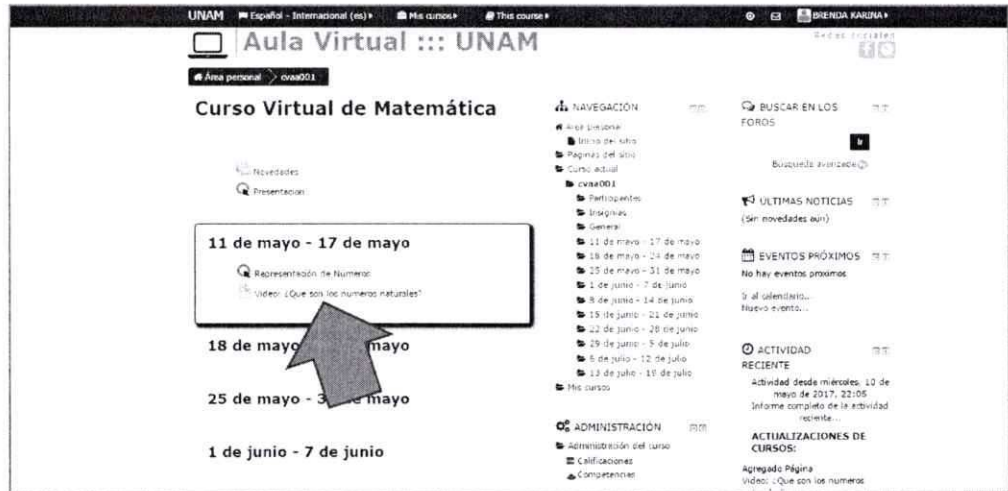 UNAM Español - Internacional (es) Mis cursos This course BRENDA KARINA
Aula Virtual ::: UNAM
Redes sociales
Área personal cvaa001
Curso Virtual de Matemática
Novedades
Presentacion
11 de mayo - 17 de mayo
Representación de Numeros
Video: ¿Que son los numeros naturales?
18 de mayo mayo
25 de mayo - 3 de mayo
1 de junio - 7 de junio
NAVEGACIÓN
Área personal
Inicio del sitio
Páginas del sitio
Curso actual
cvaa001
Participantes
Insignias
General
11 de mayo - 17 de mayo
18 de mayo - 24 de mayo
25 de mayo - 31 de mayo
1 de junio - 7 de junio
8 de junio - 14 de junio
15 de junio - 21 de junio
22 de junio - 28 de junio
29 de junio - 5 de julio
6 de julio - 12 de julio
13 de julio - 19 de julio
Mis cursos
ADMINISTRACIÓN
Administración del curso
Calificaciones
Competencias
BUSCAR EN LOS
FOROS
Ir
Búsqueda avanzada
ÚLTIMAS NOTICIAS
(Sin novedades aún)
EVENTOS PRÓXIMOS
No hay eventos próximos
Ir al calendario...
Nuevo evento...
ACTIVIDAD
RECIENTE
Actividad desde miércoles, 10 de
mayo de 2017, 22:05
Informe completo de la actividad
reciente...
ACTUALIZACIONES DE
CURSOS:
Agregado Página
Video: ¿Que son los numeros